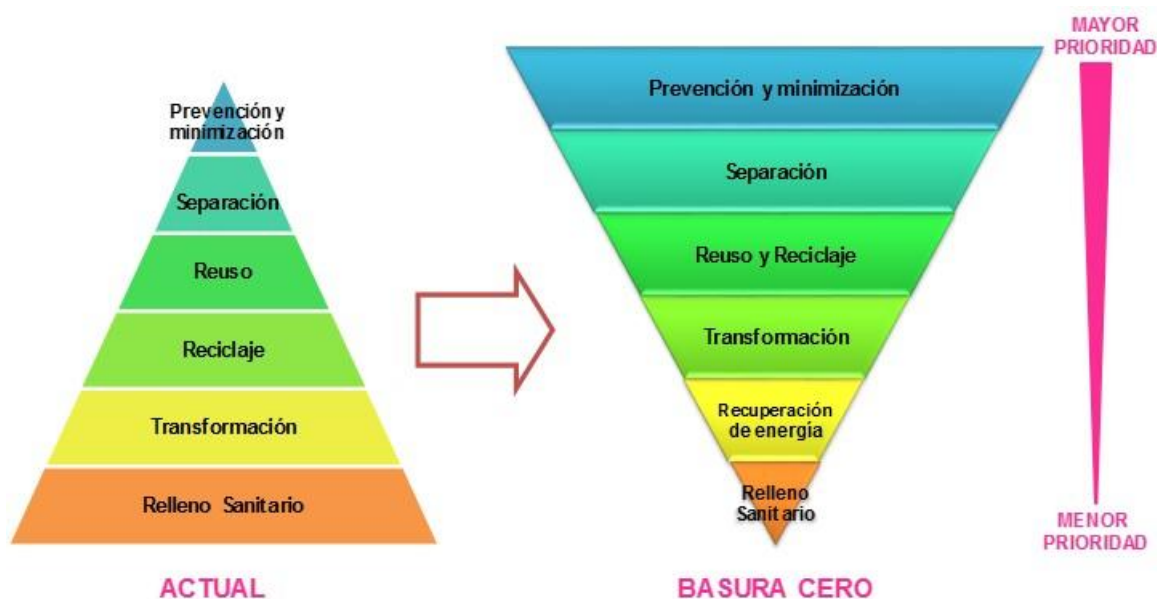 Prevención y
minimización
Separación
Reuso
Reciclaje
Transformación
Relleno Sanitario
ACTUAL
Prevención y minimización
Separación
Reuso y Reciclaje
Transformación
Recuperación
de energía
Relleno
Sanitario
BASURA CERO
MAYOR
PRIORIDAD
MENOR
PRIORIDAD